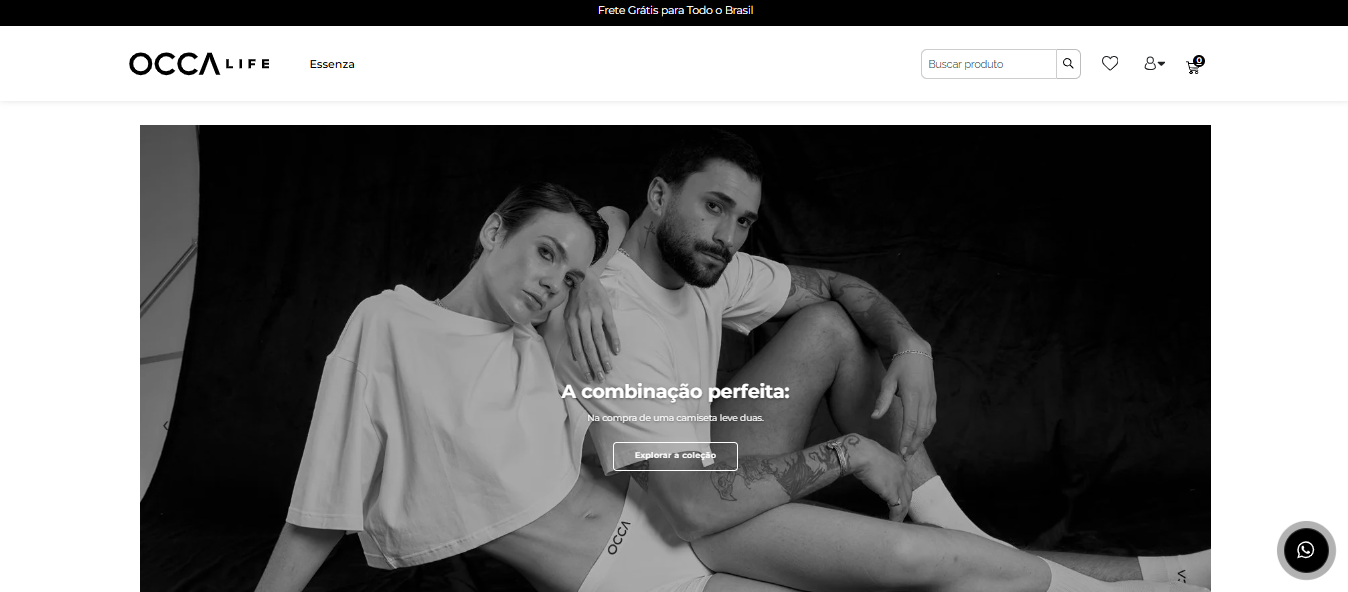 Frete Grátis para Todo o Brasil
OCCA LIFE
Essenza
Buscar produto
0
A combinação perfeita:
Na compra de uma camiseta leve duas.
Explorar a coleção
OCCA